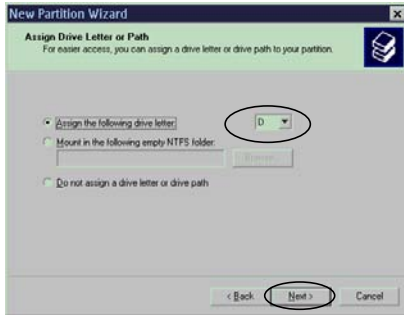 New Partition Wizard
Assign Drive Letter or Path
For easier access, you can assign a drive letter or drive path to your partition.
Assign the following drive letter: D
Mount in the following empty NTFS folder:
Browse...
Do not assign a drive letter or drive path
< Back Next > Cancel